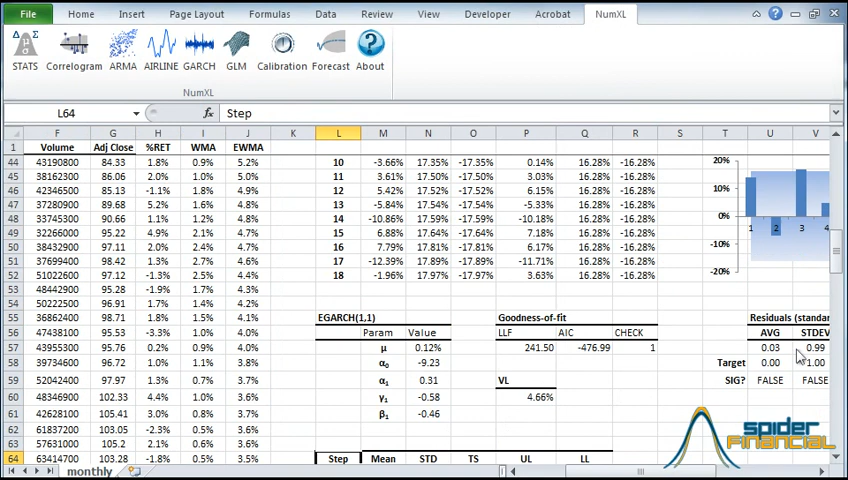 File Home Insert Page Layout Formulas Data Review View Developer Acrobat NumXL
Δ Σ
μ
σ
STATS Correlogram ARMA AIRLINE GARCH GLM Calibration Forecast About
NumXL
L64 fx Step
F G H I J K L M N O P Q R S T U V
1 Volume Adj Close %RET WMA EWMA
44 43190800 84.33 1.8% 0.9% 5.2% 10 -3.66% 17.35% -17.35% 0.14% 16.28% -16.28% 20%
45 38162300 86.06 2.0% 1.0% 5.0% 11 3.61% 17.50% -17.50% 3.03% 16.28% -16.28%
46 42346500 85.13 -1.1% 1.8% 4.9% 12 5.42% 17.52% -17.52% 6.15% 16.28% -16.28% 10%
47 37280900 89.68 5.2% 1.6% 4.8% 13 -5.84% 17.54% -17.54% -5.33% 16.28% -16.28%
48 33745300 90.66 1.1% 1.2% 4.8% 14 -10.86% 17.59% -17.59% -10.18% 16.28% -16.28% 0%
49 32266000 95.22 4.9% 2.1% 4.7% 15 6.88% 17.64% -17.64% 7.18% 16.28% -16.28% 1 2 3 4
50 38432900 97.11 2.0% 2.4% 4.7% 16 7.79% 17.81% -17.81% 6.17% 16.28% -16.28% -10%
51 37699400 98.42 1.3% 2.7% 4.6% 17 -12.39% 17.89% -17.89% -11.71% 16.28% -16.28%
52 51022600 97.12 -1.3% 2.5% 4.4% 18 -1.96% 17.97% -17.97% 3.63% 16.28% -16.28% -20%
53 48442900 95.28 -1.9% 1.7% 4.3%
54 50222500 96.91 1.7% 1.4% 4.2%
55 36862400 98.71 1.8% 1.5% 4.1% EGARCH(1,1) Goodness-of-fit Residuals (standar
56 47438100 95.53 -3.3% 1.0% 4.0% Param Value LLF AIC CHECK AVG STDEV
57 43955300 95.76 0.2% 0.9% 4.0% μ 0.12% 241.50 -476.99 1 0.03 0.99
58 39734600 96.72 1.0% 1.1% 3.8% α0 -9.23 Target 0.00 1.00
59 52042400 97.97 1.3% 0.7% 3.7% α1 0.31 VL SIG? FALSE FALSE
60 48346900 102.33 4.4% 1.0% 3.6% γ1 -0.58 4.66%
61 42628100 105.41 3.0% 0.8% 3.7% β1 -0.46
62 61837200 103.05 -2.3% 0.5% 3.6%
63 57631000 105.2 2.1% 0.6% 3.6%
64 63414700 103.28 -1.8% 0.5% 3.5% Step Mean STD TS UL LL
spider
financial
monthly